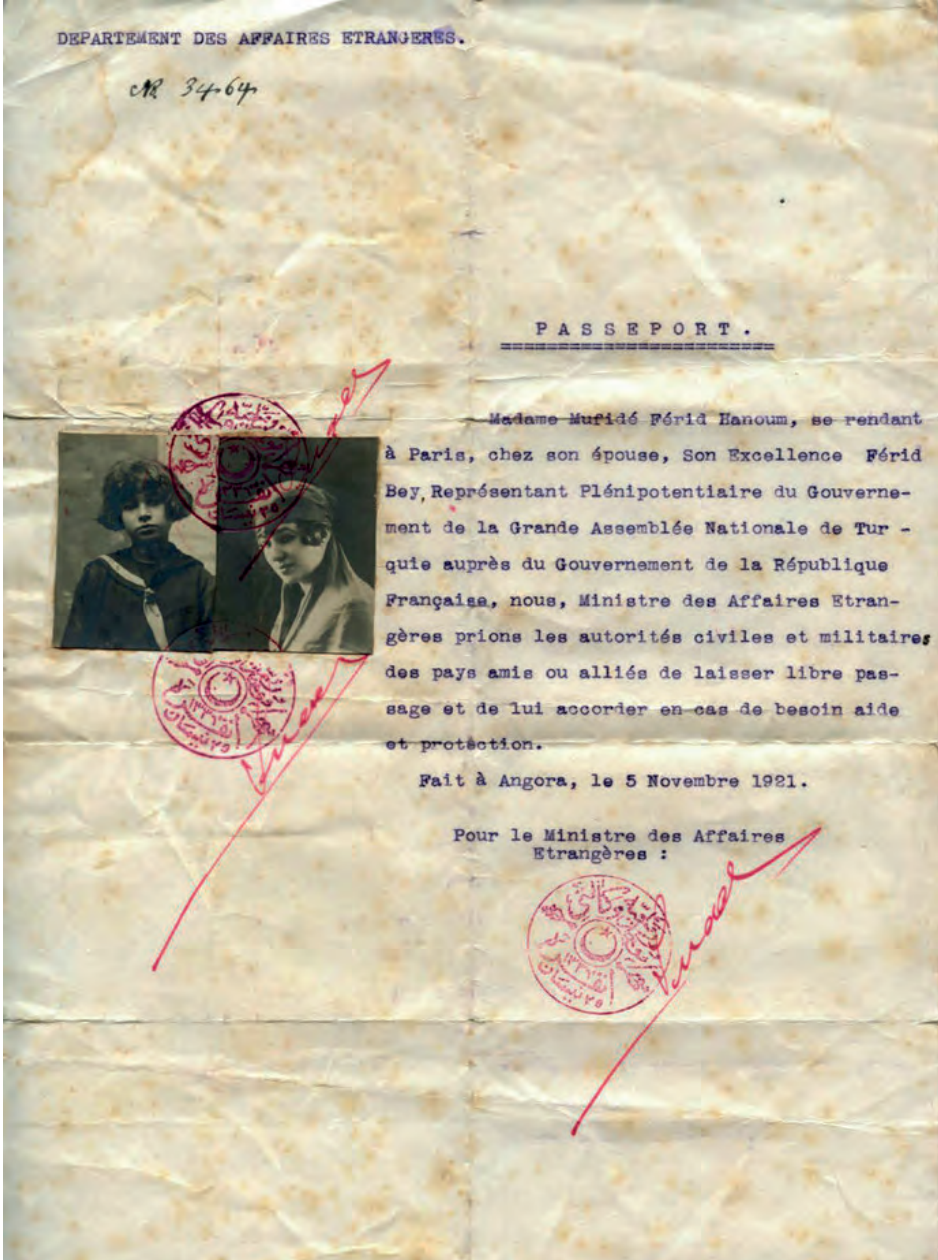 DEPARTEMENT DES AFFAIRES ETRANGERES.
№ 3464
PASSEPORT.
Madame Mufidé Férid Hanoum, se rendant
à Paris, chez son épouse, Son Excellence Férid
Bey, Représentant Plénipotentiaire du Gouverne-
ment de la Grande Assemblée Nationale de Tur -
quie auprès du Gouvernement de la République
Française, nous, Ministre des Affaires Etran-
gères prions les autorités civiles et militaires
des pays amis ou alliés de laisser libre pas-
sage et de lui accorder en cas de besoin aide
et protection.
Fait à Angora, le 5 Novembre 1921.
Pour le Ministre des Affaires
Etrangères :